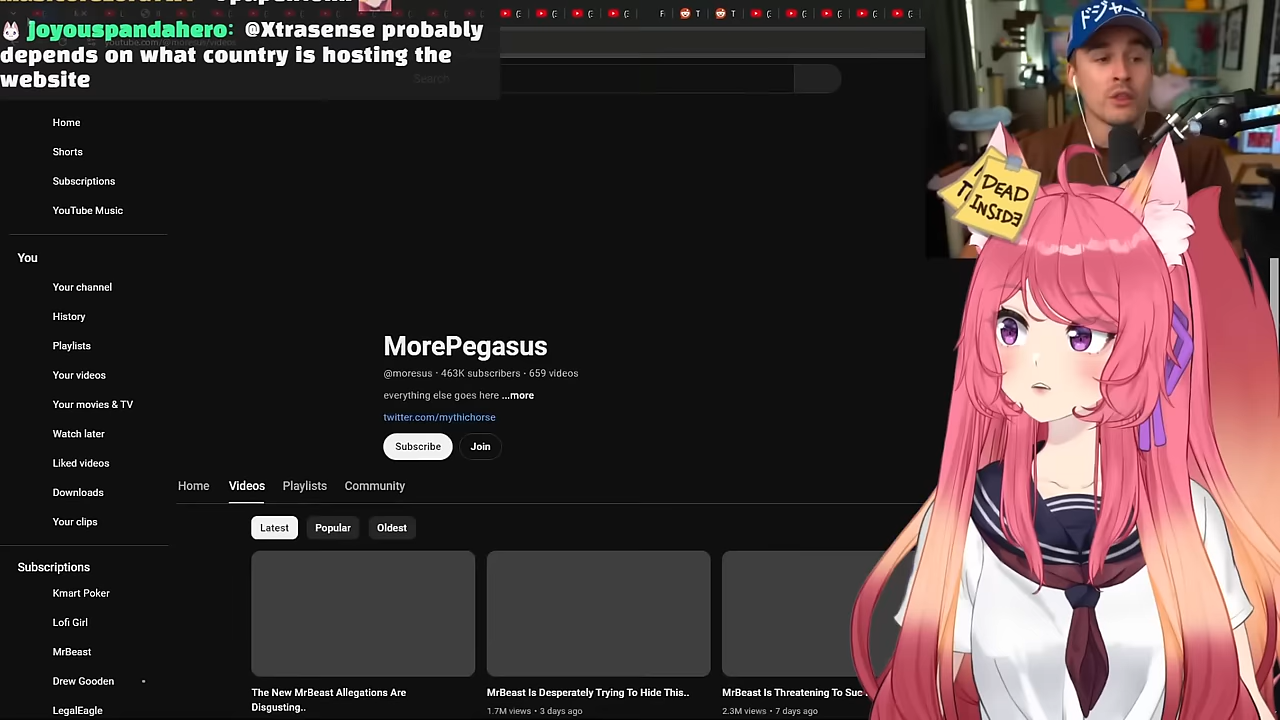 joyouspandahero: @Xtrasense probably
depends on what country is hosting the
website
Search
Home
Shorts
Subscriptions
YouTube Music
You
Your channel
History
Playlists
Your videos
Your movies & TV
Watch later
Liked videos
Downloads
Your clips
Subscriptions
Kmart Poker
Lofi Girl
MrBeast
Drew Gooden
LegalEagle
MorePegasus
@moresus · 463K subscribers · 659 videos
everything else goes here ...more
twitter.com/mythichorse
Subscribe Join
Home Videos Playlists Community
Latest Popular Oldest
The New MrBeast Allegations Are
Disgusting..
MrBeast Is Desperately Trying To Hide This..
1.7M views · 3 days ago
MrBeast Is Threatening To Sue
2.3M views · 7 days ago
ドジャー
DEAD
INSIDE